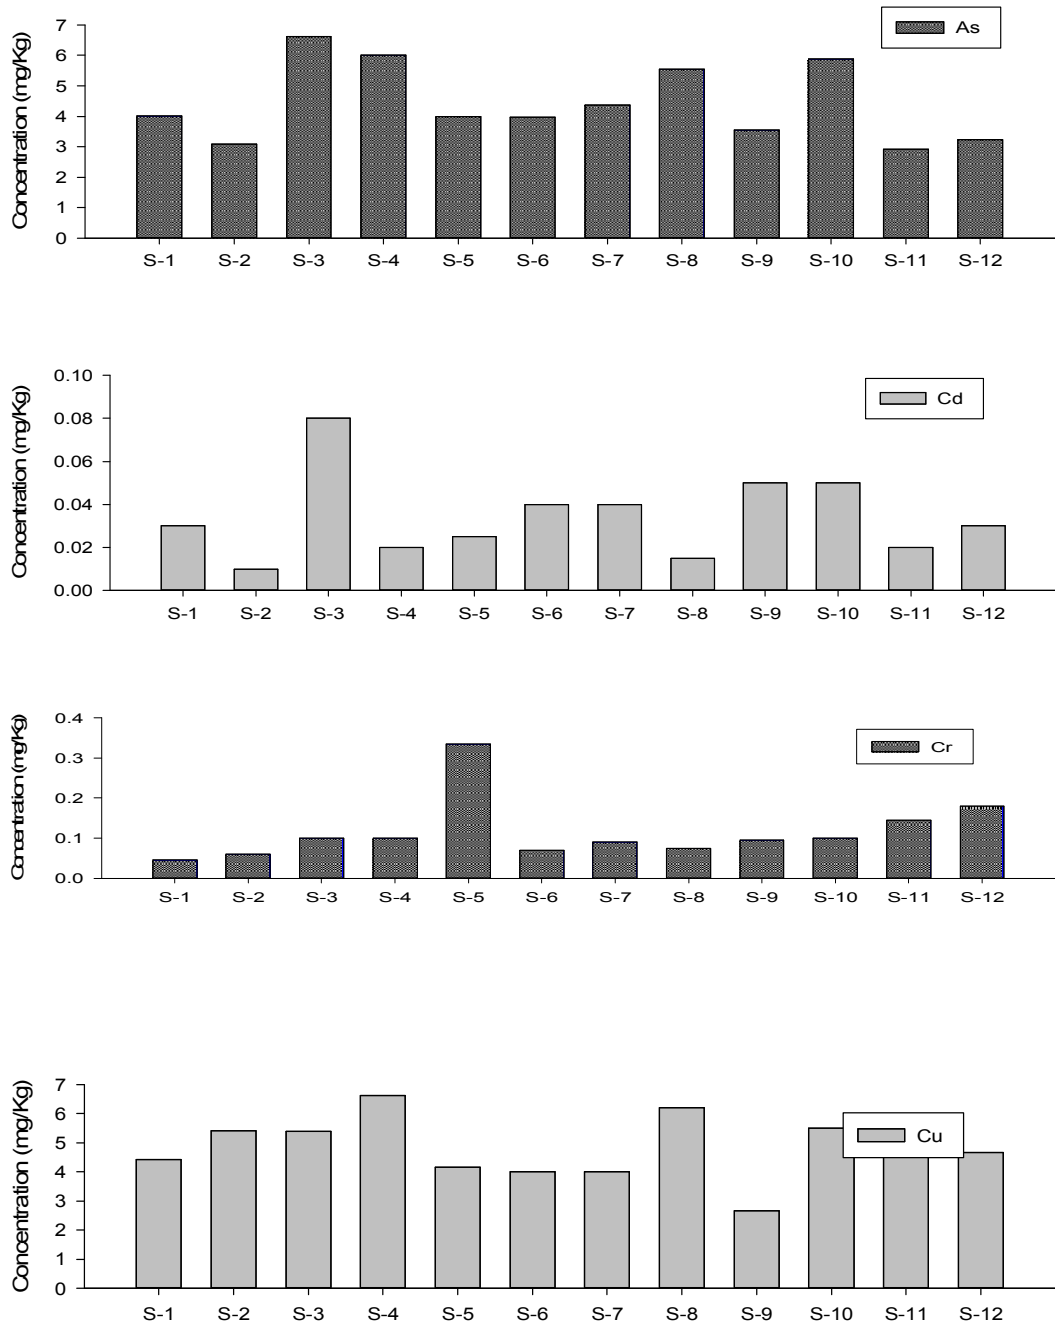 As
Concentration (mg/Kg)
7
6
5
4
3
2
1
0
S-1 S-2 S-3 S-4 S-5 S-6 S-7 S-8 S-9 S-10 S-11 S-12
Cd
Concentration (mg/Kg)
0.10
0.08
0.06
0.04
0.02
0.00
S-1 S-2 S-3 S-4 S-5 S-6 S-7 S-8 S-9 S-10 S-11 S-12
Cr
Concentration (mg/Kg)
0.4
0.3
0.2
0.1
0.0
S-1 S-2 S-3 S-4 S-5 S-6 S-7 S-8 S-9 S-10 S-11 S-12
Cu
Concentration (mg/Kg)
7
6
5
4
3
2
1
0
S-1 S-2 S-3 S-4 S-5 S-6 S-7 S-8 S-9 S-10 S-11 S-12